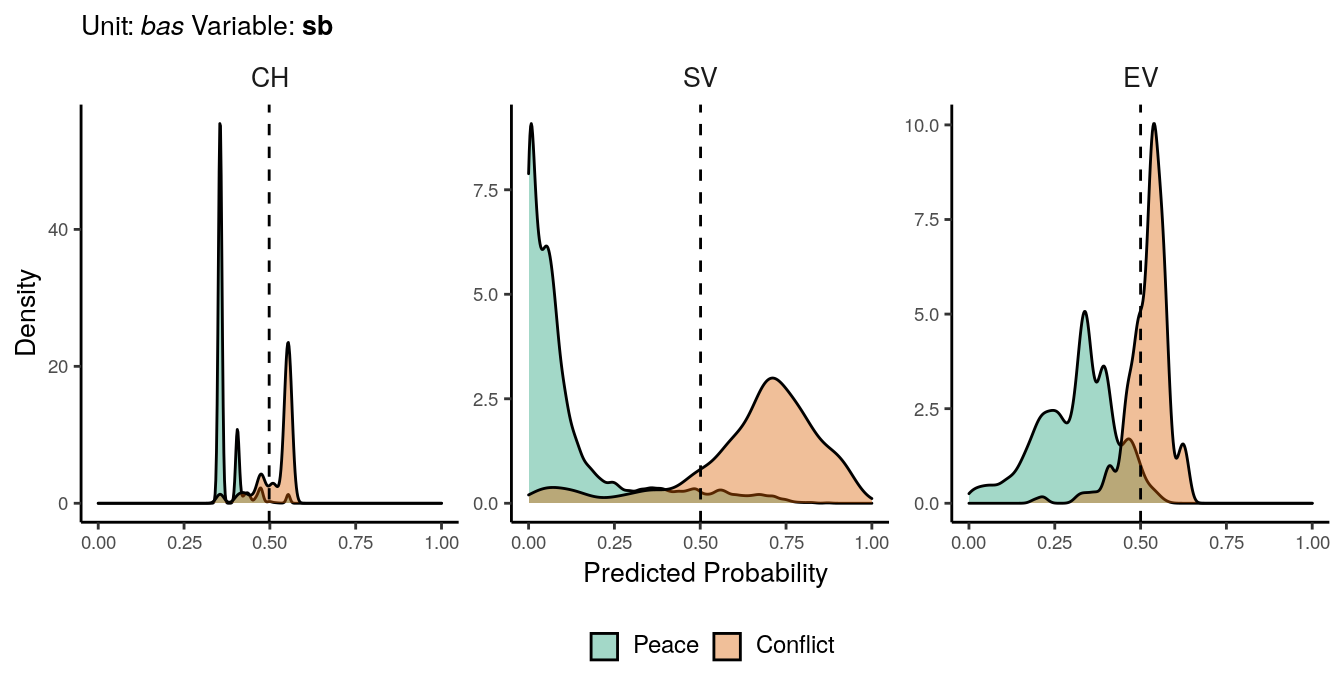 Unit: bas Variable: sb
CH
SV
EV
Density
0
20
40
0.00 0.25 0.50 0.75 1.00
0.0
2.5
5.0
7.5
0.00 0.25 0.50 0.75 1.00
0.0
2.5
5.0
7.5
10.0
0.00 0.25 0.50 0.75 1.00
Predicted Probability
Peace Conflict